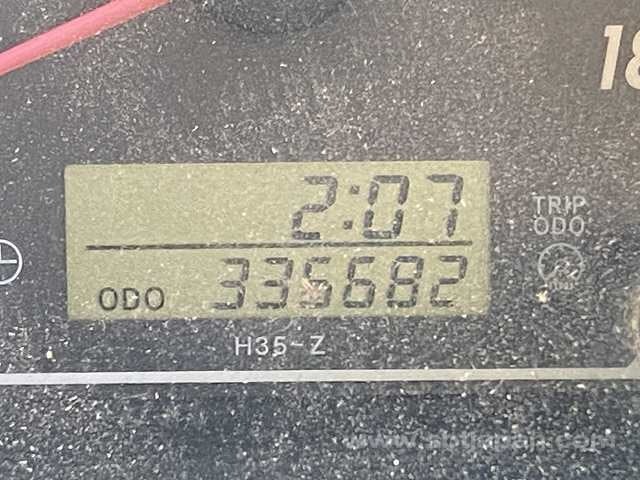 18
2:07
TRIP
ODO
ODO 335682
H35-Z
www.sbtjapan.com